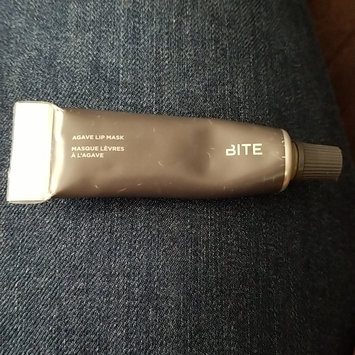 AGAVE LIP MASK
MASQUE LÈVRES
À L'AGAVE
BITE